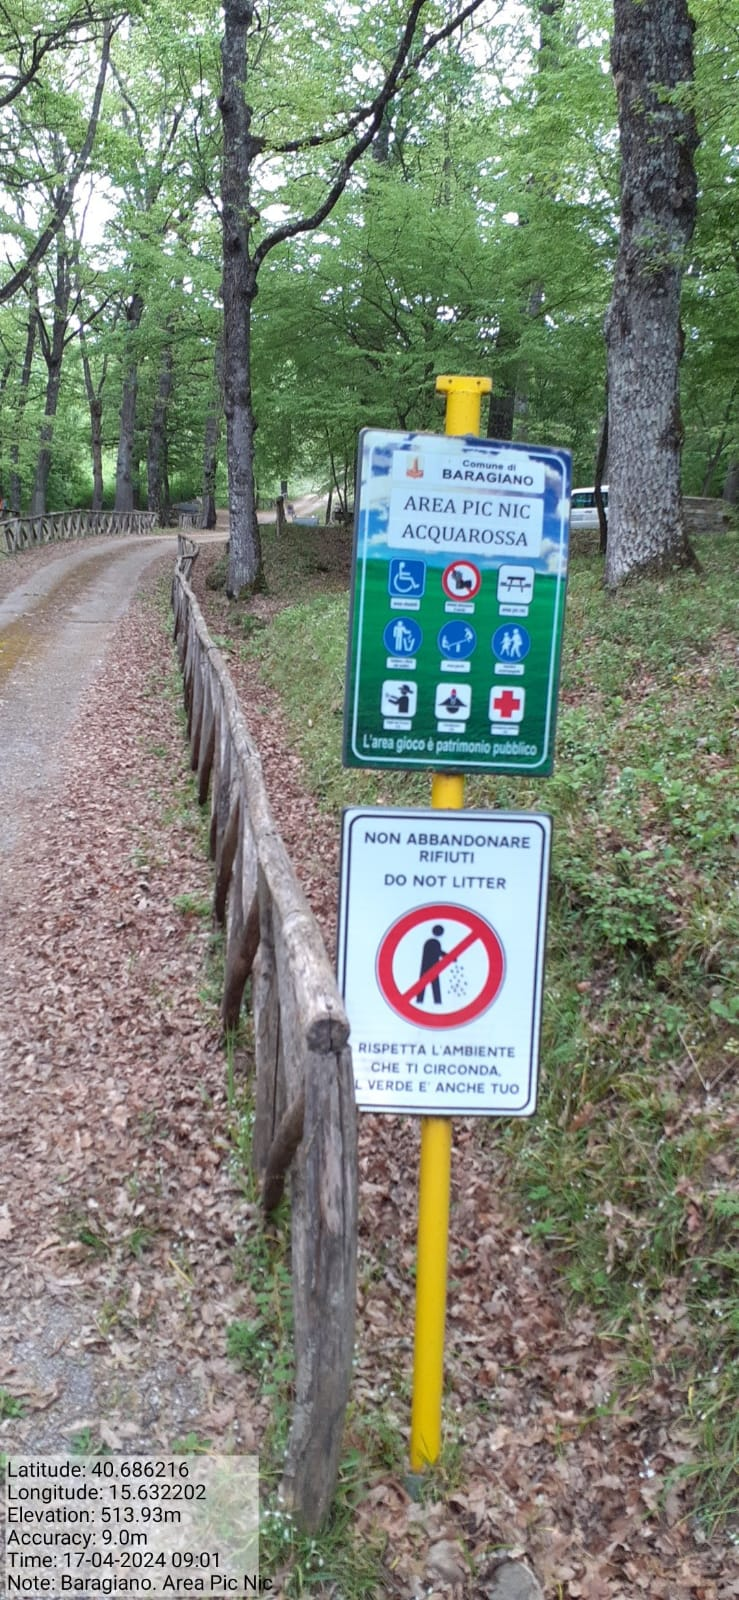 Comune di
BARAGIANO
AREA PIC NIC
ACQUAROSSA
L'area gioco è patrimonio pubblico
NON ABBANDONARE
RIFIUTI
DO NOT LITTER
RISPETTA L'AMBIENTE
CHE TI CIRCONDA,
L VERDE E' ANCHE TUO
Latitude: 40.686216
Longitude: 15.632202
Elevation: 513.93m
Accuracy: 9.0m
Time: 17-04-2024 09:01
Note: Baragiano. Area Pic Nic